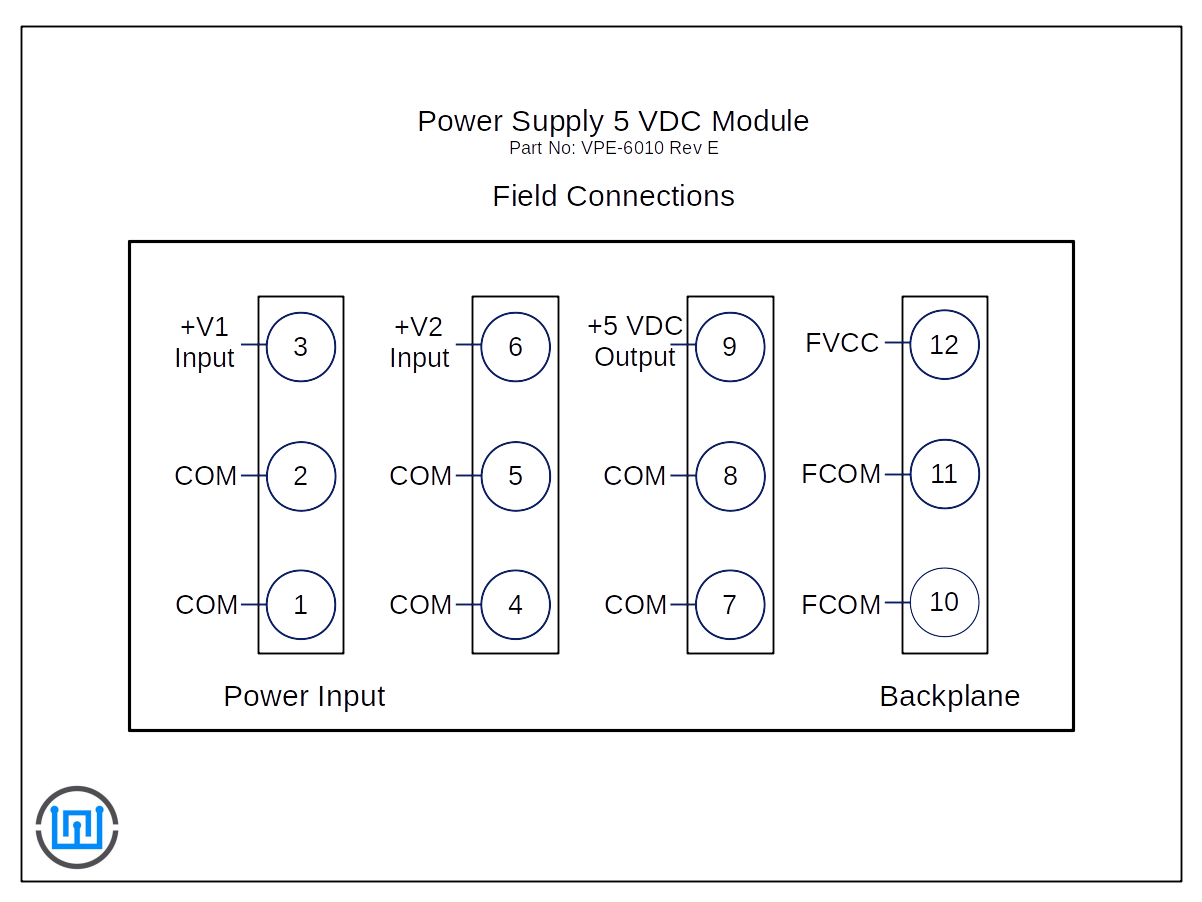 Power Supply 5 VDC Module
Part No: VPE-6010 Rev E
Field Connections
+V1
Input
3
COM
2
COM
1
+V2
Input
6
COM
5
COM
4
+5 VDC
Output
9
COM
8
COM
7
FVCC
12
FCOM
11
FCOM
10
Power Input
Backplane